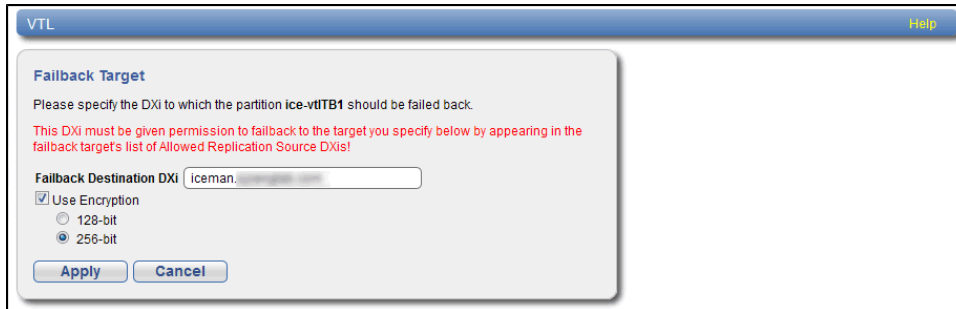 VTL Help
Failback Target
Please specify the DXi to which the partition ice-vtlTB1 should be failed back.
This DXi must be given permission to failback to the target you specify below by appearing in the
failback target's list of Allowed Replication Source DXis!
Failback Destination DXi iceman.
Use Encryption
128-bit
256-bit
Apply Cancel